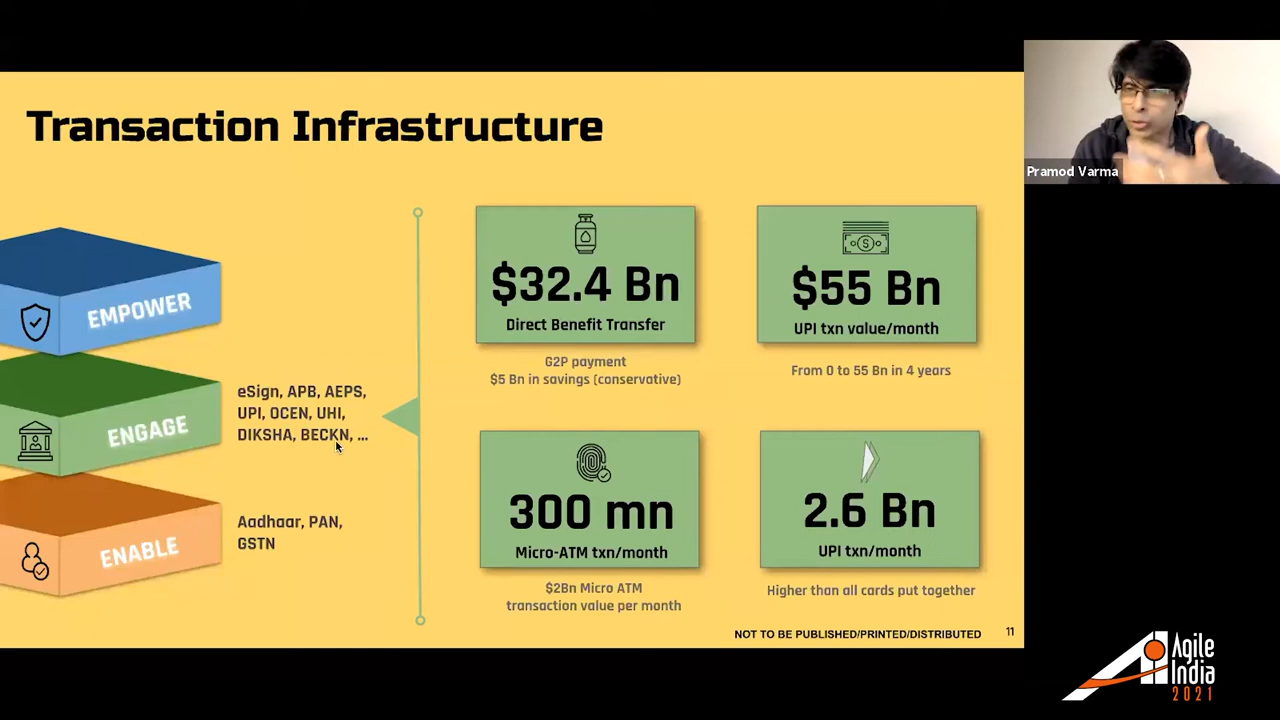 Transaction Infrastructure
Pramod Varma
EMPOWER
ENGAGE
ENABLE
eSign, APB, AEPS,
UPI, OCEN, UHI,
DIKSHA, BECKN, ...
Aadhaar, PAN,
GSTN
$32.4 Bn
Direct Benefit Transfer
G2P payment
$5 Bn in savings (conservative)
$55 Bn
UPI txn value/month
From 0 to 55 Bn in 4 years
300 mn
Micro-ATM txn/month
$2Bn Micro ATM
transaction value per month
2.6 Bn
UPI txn/month
Higher than all cards put together
NOT TO BE PUBLISHED/PRINTED/DISTRIBUTED
11
Agile
India
2021